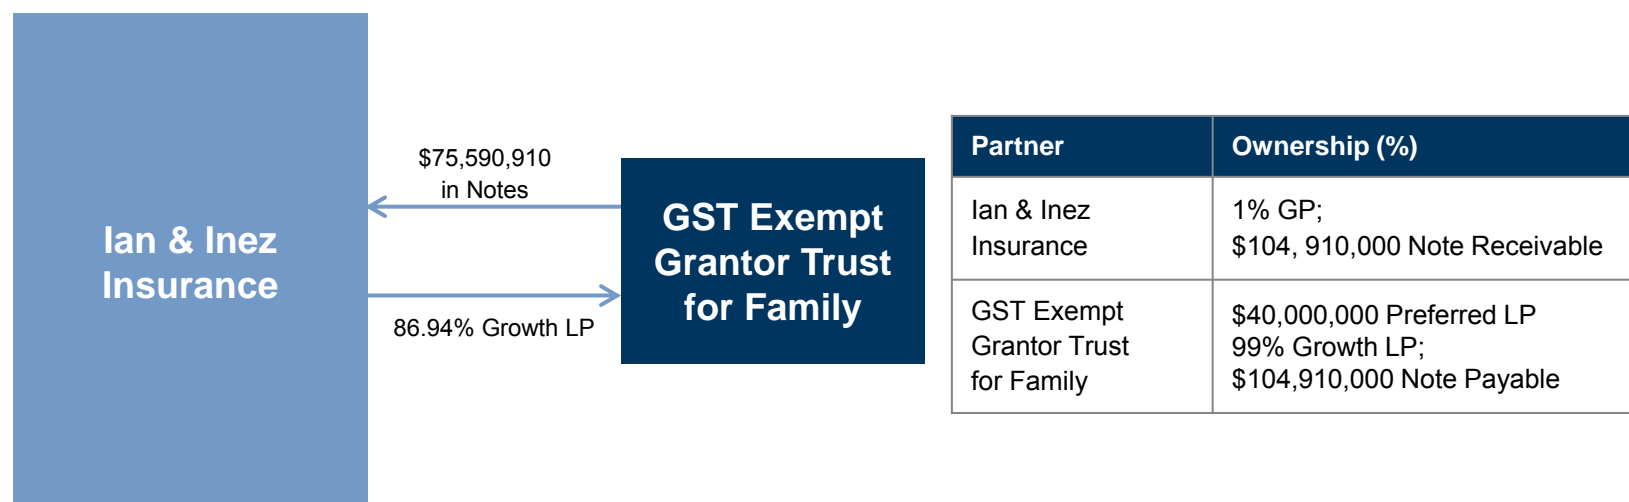 Ian & Inez
Insurance
$75,590,910
in Notes
86.94% Growth LP
GST Exempt
Grantor Trust
for Family
Partner
Ownership (%)
Ian & Inez
Insurance
1% GP;
$104, 910,000 Note Receivable
GST Exempt
Grantor Trust
for Family
$40,000,000 Preferred LP
99% Growth LP;
$104,910,000 Note Payable